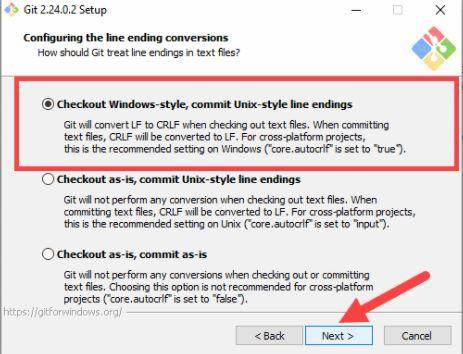 Git 2.24.0.2 Setup
Configuring the line ending conversions
How should Git treat line endings in text files?
Checkout Windows-style, commit Unix-style line endings
Git will convert LF to CRLF when checking out text files. When committing
text files, CRLF will be converted to LF. For cross-platform projects,
this is the recommended setting on Windows ("core.autocrlf" is set to "true").
Checkout as-is, commit Unix-style line endings
Git will not perform any conversion when checking out text files. When
committing text files, CRLF will be converted to LF. For cross-platform projects,
this is the recommended setting on Unix ("core.autocrlf" is set to "input").
Checkout as-is, commit as-is
Git will not perform any conversions when checking out or committing
text files. Choosing this option is not recommended for cross-platform
projects ("core.autocrlf" is set to "false").
https://gitforwindows.org/
< Back
Next >
Cancel